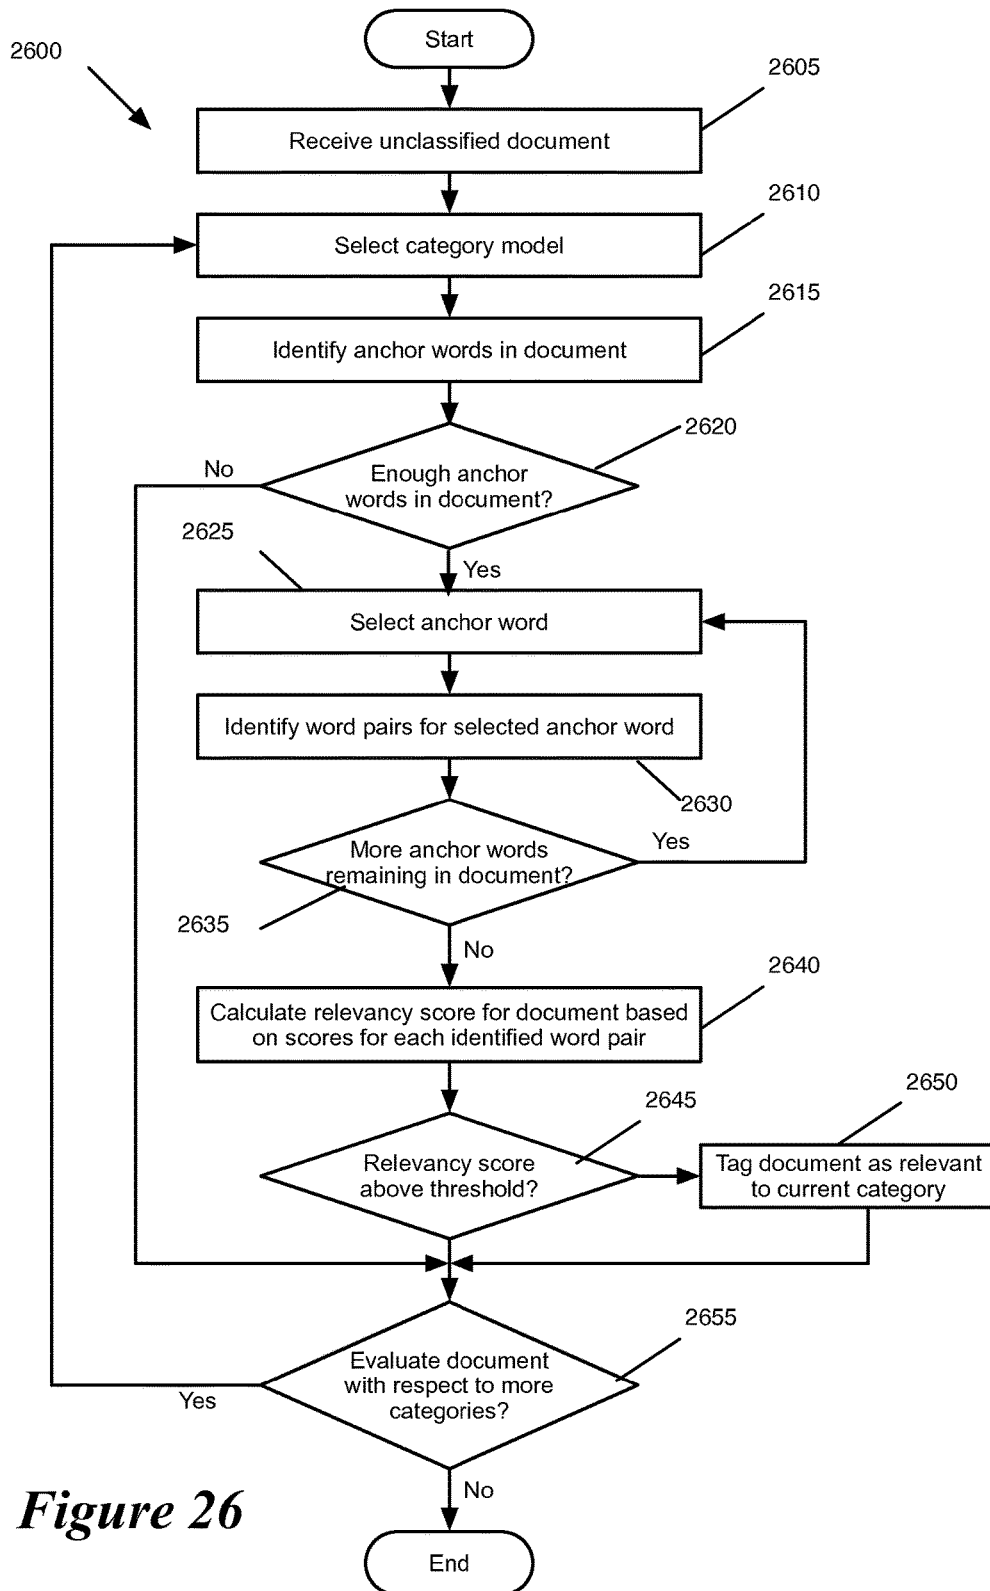 Start
2600
2605
Receive unclassified document
2610
Select category model
2615
Identify anchor words in document
2620
No
Enough anchor
words in document?
2625
Yes
Select anchor word
Identify word pairs for selected anchor word
2630
More anchor words
remaining in document?
Yes
2635
No
2640
Calculate relevancy score for document based
on scores for each identified word pair
2645
2650
Relevancy score
above threshold?
Tag document as relevant
to current category
2655
Evaluate document
with respect to more
categories?
Yes
No
Figure 26
End